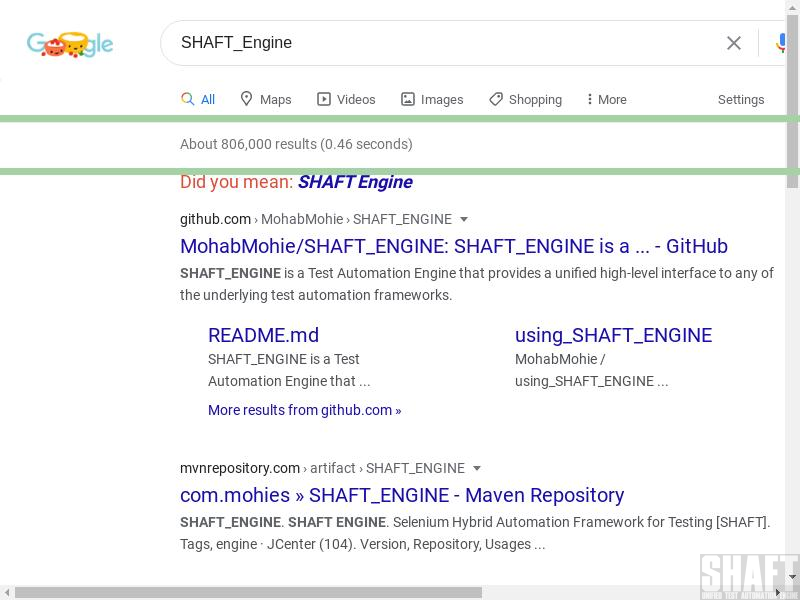 Google
SHAFT_Engine
All Maps Videos Images Shopping More Settings
About 806,000 results (0.46 seconds)
Did you mean: SHAFT Engine
github.com › MohabMohie › SHAFT_ENGINE
MohabMohie/SHAFT_ENGINE: SHAFT_ENGINE is a ... - GitHub
SHAFT_ENGINE is a Test Automation Engine that provides a unified high-level interface to any of
the underlying test automation frameworks.
README.md
SHAFT_ENGINE is a Test
Automation Engine that ...
using_SHAFT_ENGINE
MohabMohie /
using_SHAFT_ENGINE ...
More results from github.com »
mvnrepository.com › artifact › SHAFT_ENGINE
com.mohies » SHAFT_ENGINE - Maven Repository
SHAFT_ENGINE. SHAFT ENGINE. Selenium Hybrid Automation Framework for Testing [SHAFT].
Tags, engine · JCenter (104). Version, Repository, Usages ...
SHAFT